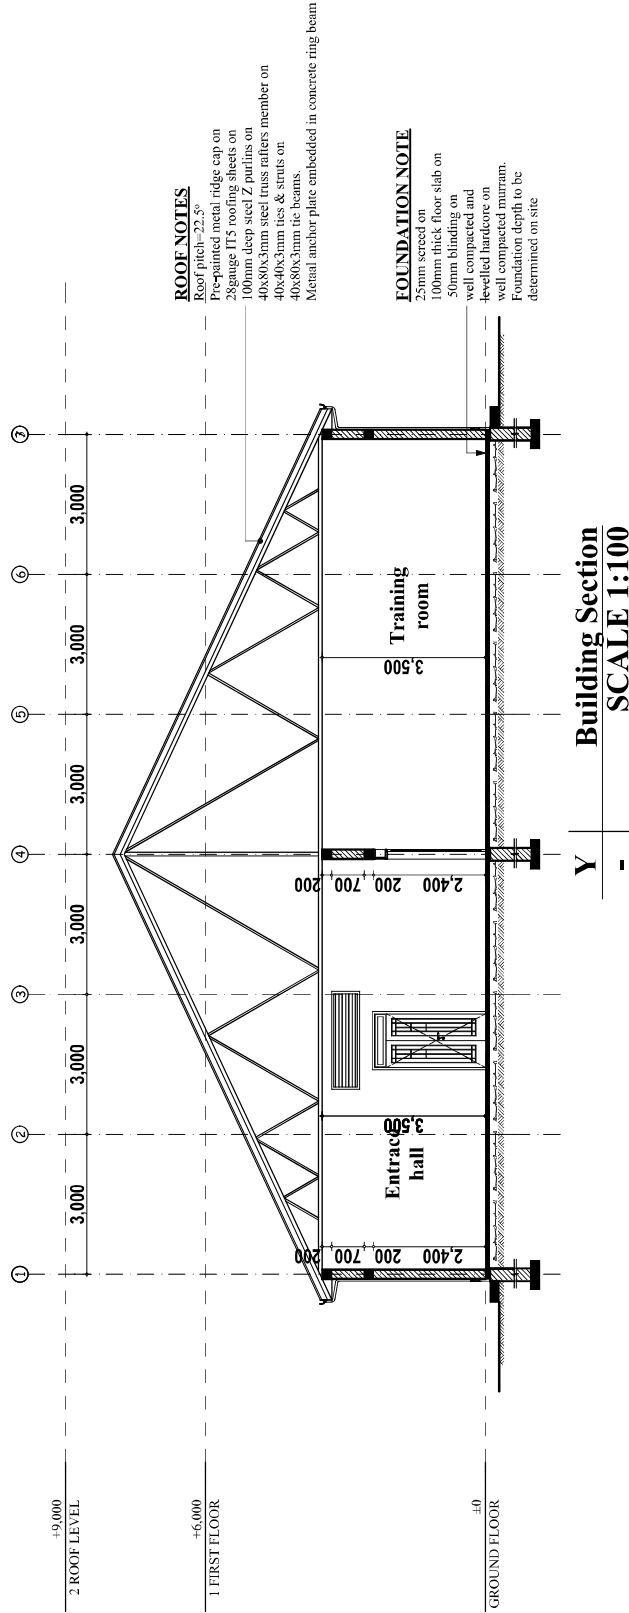 1
2
3
4
5
6
7
3,000
3,000
3,000
3,000
3,000
3,000
+9,000
2 ROOF LEVEL
+6,000
1 FIRST FLOOR
±0
GROUND FLOOR
ROOF NOTES
Roof pitch=22.5°
Pre-painted metal ridge cap on
28gauge IT5 roofing sheets on
100mm deep steel Z purlins on
40x80x3mm steel truss rafters member on
40x40x3mm ties & struts on
40x80x3mm tie beams.
Metaal anchor plate embedded in concrete ring beam
FOUNDATION NOTE
25mm screed on
100mm thick floor slab on
50mm blinding on
well compacted and
levelled hardcore on
well compacted murram.
Foundation depth to be
determined on site
200
700
200
2,400
Entrace
hall
3,500
200
700
200
2,400
3,500
Training
room
Y
-
Building Section
SCALE 1:100